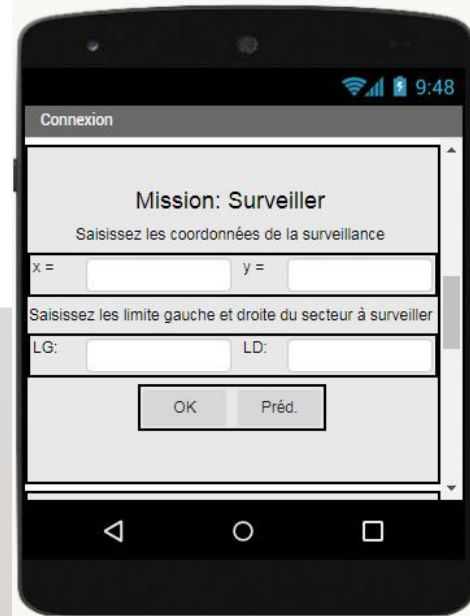 9:48
Connexion
Mission: Surveiller
Saisissez les coordonnées de la surveillance
x = y =
Saisissez les limite gauche et droite du secteur à surveiller
LG: LD:
OK Préd.